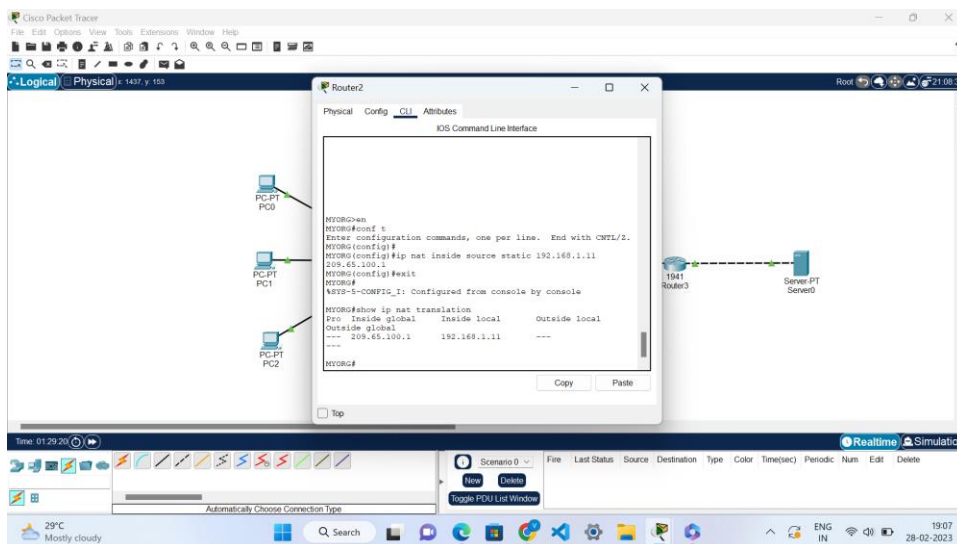 Cisco Packet Tracer
File Edit Options View Tools Extensions Window Help
Logical Physical x: 1437, y: 153
Root 21:08:
Router2
Physical Config CLI Attributes
IOS Command Line Interface
MYORG>en
MYORG#conf t
Enter configuration commands, one per line. End with CNTL/Z.
MYORG(config)#
MYORG(config)#ip nat inside source static 192.168.1.11
209.65.100.1
MYORG(config)#exit
MYORG#
%SYS-5-CONFIG_I: Configured from console by console
MYORG#show ip nat translation
Pro Inside global Inside local Outside local
Outside global
--- 209.65.100.1 192.168.1.11 ---
---
MYORG#
Copy Paste
Top
PC-PT
PC0
PC-PT
PC1
PC-PT
PC2
1941
Router3
Server-PT
Server0
Time: 01:29:20
Realtime Simulatic
Scenario 0
New Delete
Toggle PDU List Window
Fire Last Status Source Destination Type Color Time(sec) Periodic Num Edit Delete
Automatically Choose Connection Type
29°C
Mostly cloudy
Search
ENG
IN
19:07
28-02-2023